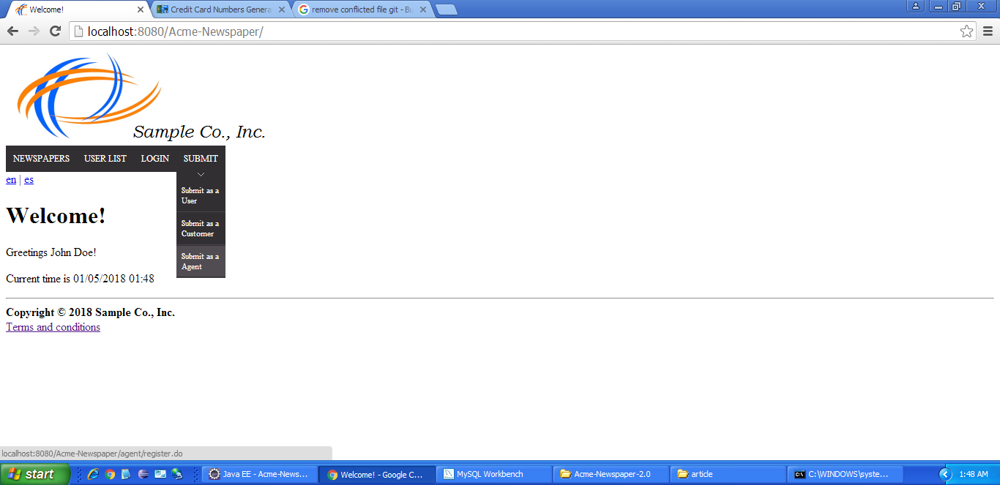 Welcome!
Credit Card Numbers Genera
remove conflicted file git - Bu
localhost:8080/Acme-Newspaper/
Sample Co., Inc.
NEWSPAPERS USER LIST LOGIN SUBMIT
en | es
Submit as a
User
Submit as a
Customer
Submit as a
Agent
Welcome!
Greetings John Doe!
Current time is 01/05/2018 01:48
Copyright © 2018 Sample Co., Inc.
Terms and conditions
localhost:8080/Acme-Newspaper/agent/register.do
start
Java EE - Acme-News...
Welcome! - Google C...
MySQL Workbench
Acme-Newspaper-2.0
article
C:\WINDOWS\syste...
1:48 AM